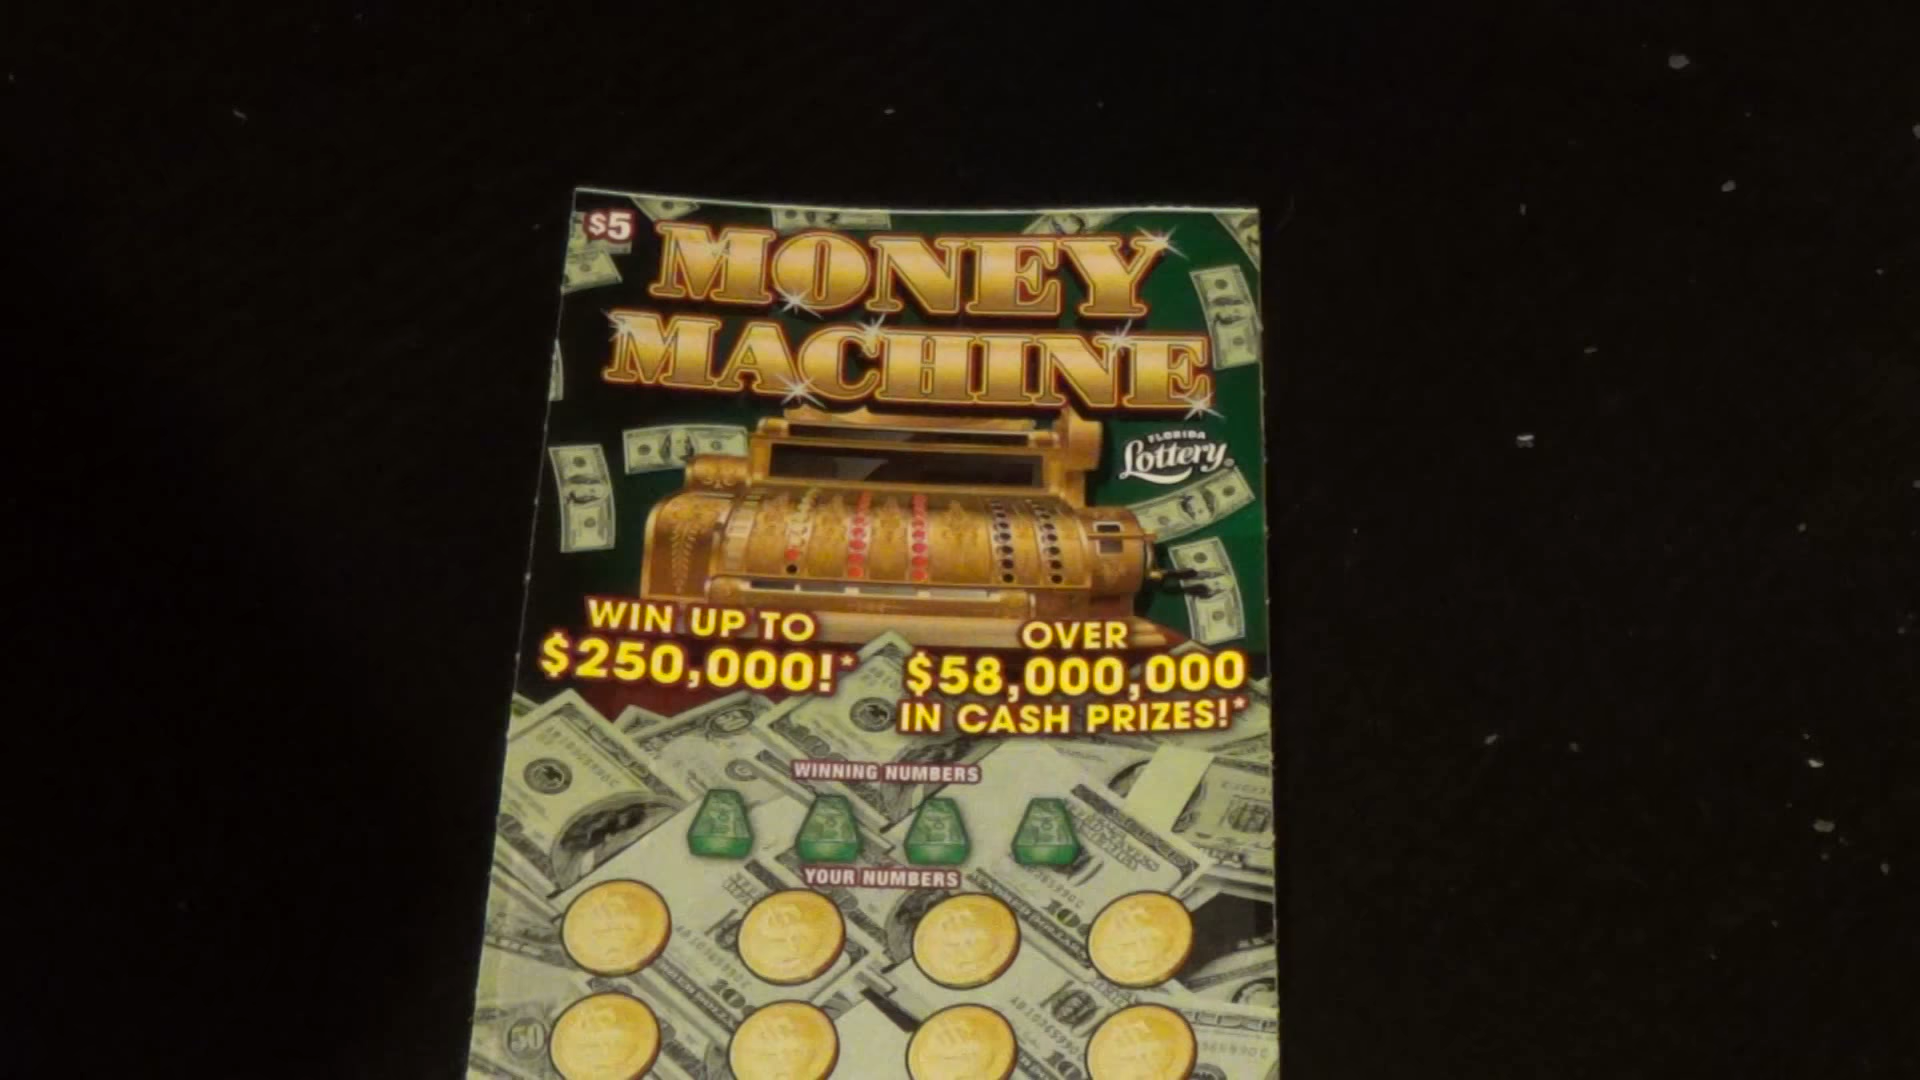 $5
MONEY
MACHINE
FLORIDA
Lottery®
WIN UP TO
$250,000!*
OVER
$58,000,000
IN CASH PRIZES!*
WINNING NUMBERS
YOUR NUMBERS
50